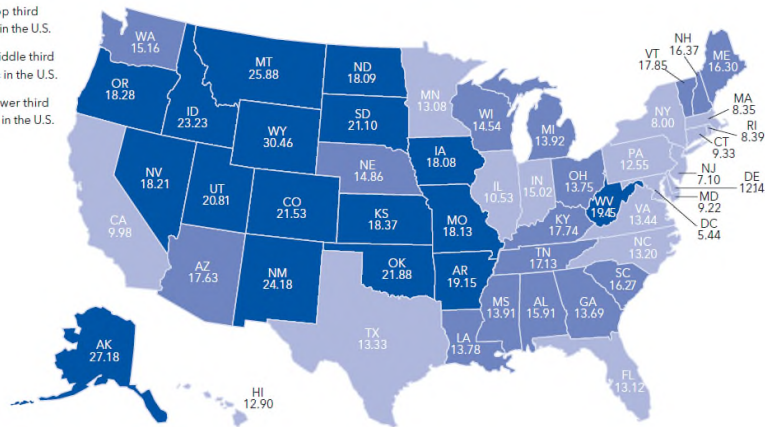 op third
in the U.S.
iddle third
s in the U.S.
wer third
in the U.S.
WA
15.16
OR
18.28
CA
9.98
NV
18.21
ID
23.23
MT
25.88
WY
30.46
UT
20.81
AZ
17.63
CO
21.53
NM
24.18
ND
18.09
SD
21.10
NE
14.86
KS
18.37
OK
21.88
TX
13.33
MN
13.08
IA
18.08
MO
18.13
AR
19.15
LA
13.78
WI
14.54
IL
10.53
MI
13.92
IN
15.02
OH
13.75
KY
17.74
TN
17.13
MS
13.91
AL
15.91
GA
13.69
FL
13.12
SC
16.27
NC
13.20
VA
13.44
WV
19.45
PA
12.55
NY
8.00
VT
17.85
NH
16.37
ME
16.30
MA
8.35
RI
8.39
CT
9.33
NJ
7.10
DE
1214
MD
9.22
DC
5.44
AK
27.18
HI
12.90